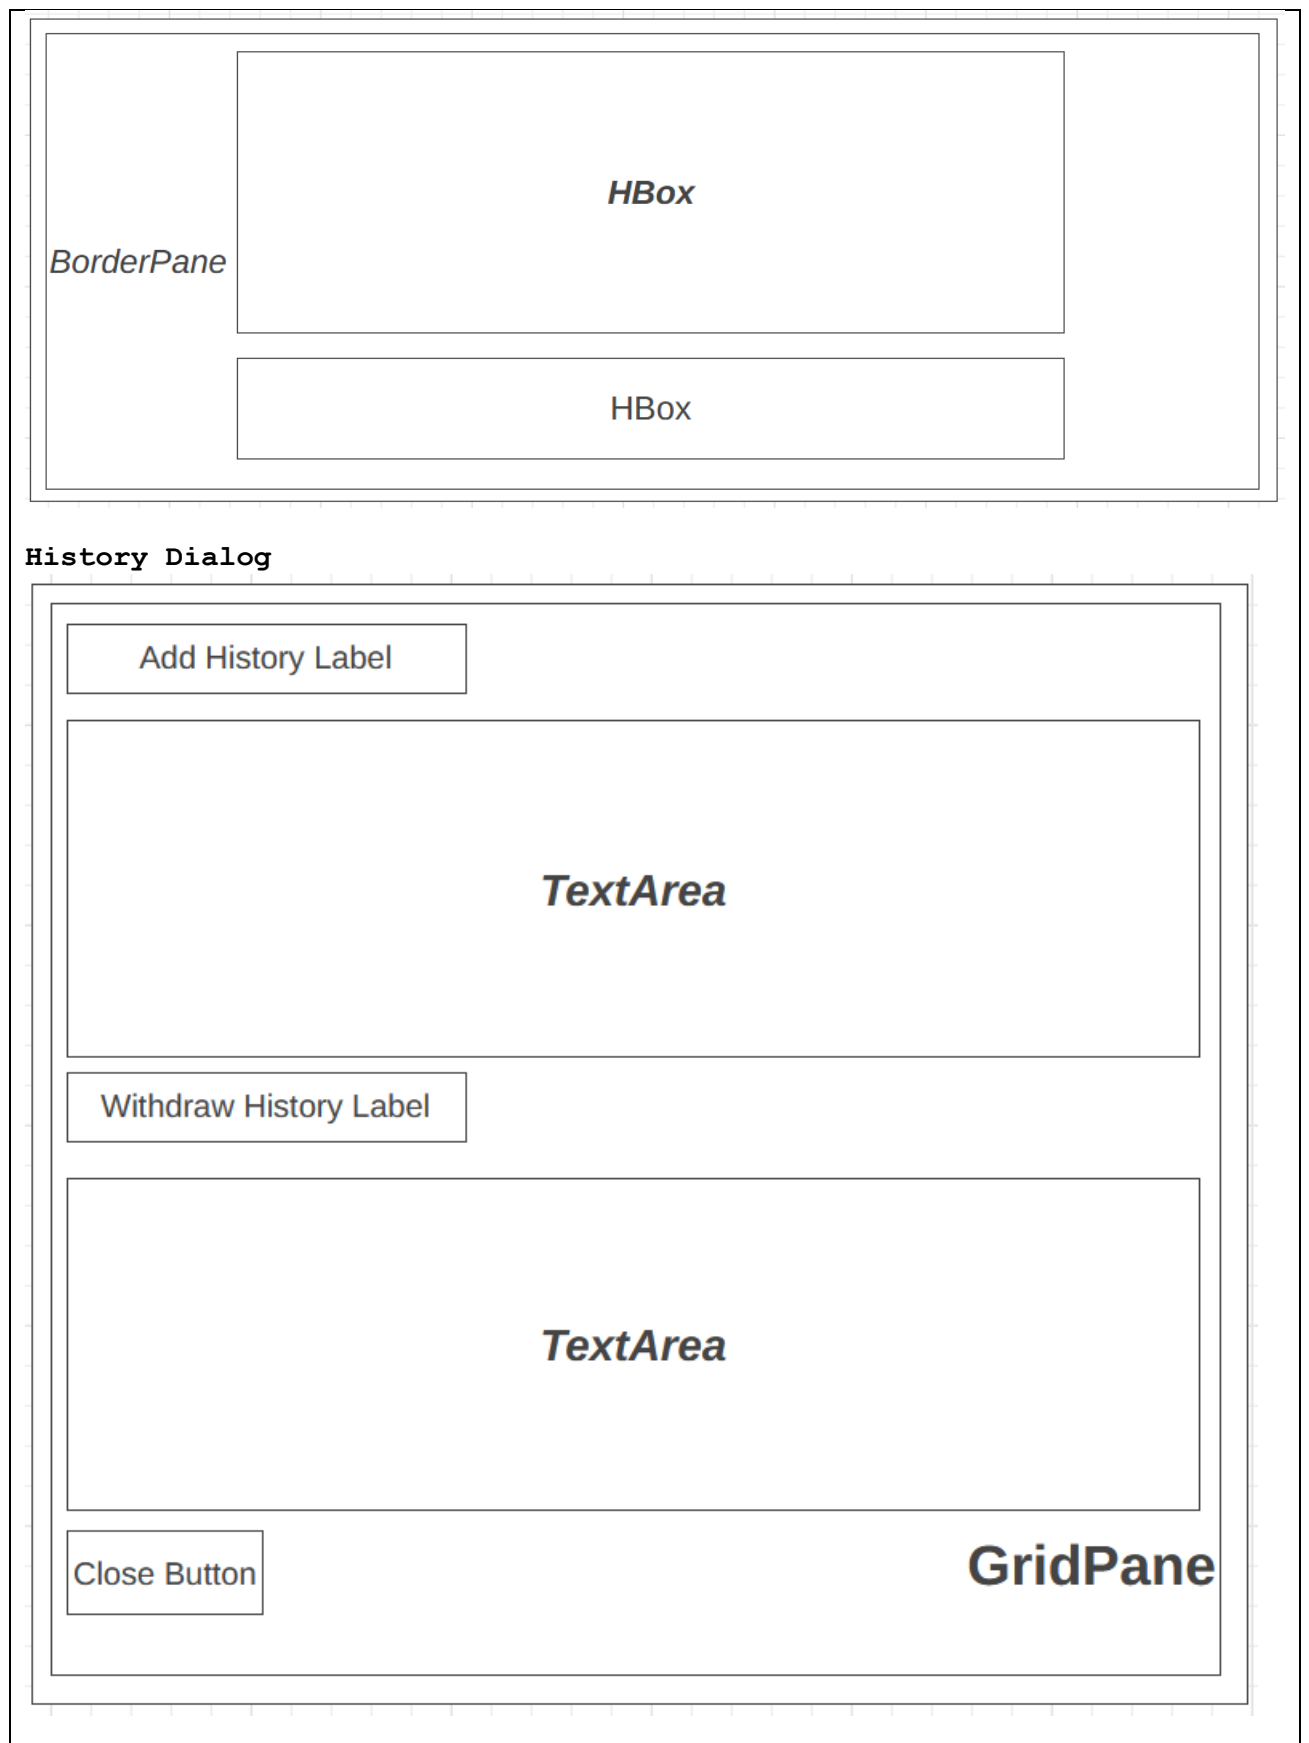 HBox
BorderPane
HBox
History Dialog
Add History Label
TextArea
Withdraw History Label
TextArea
Close Button
GridPane